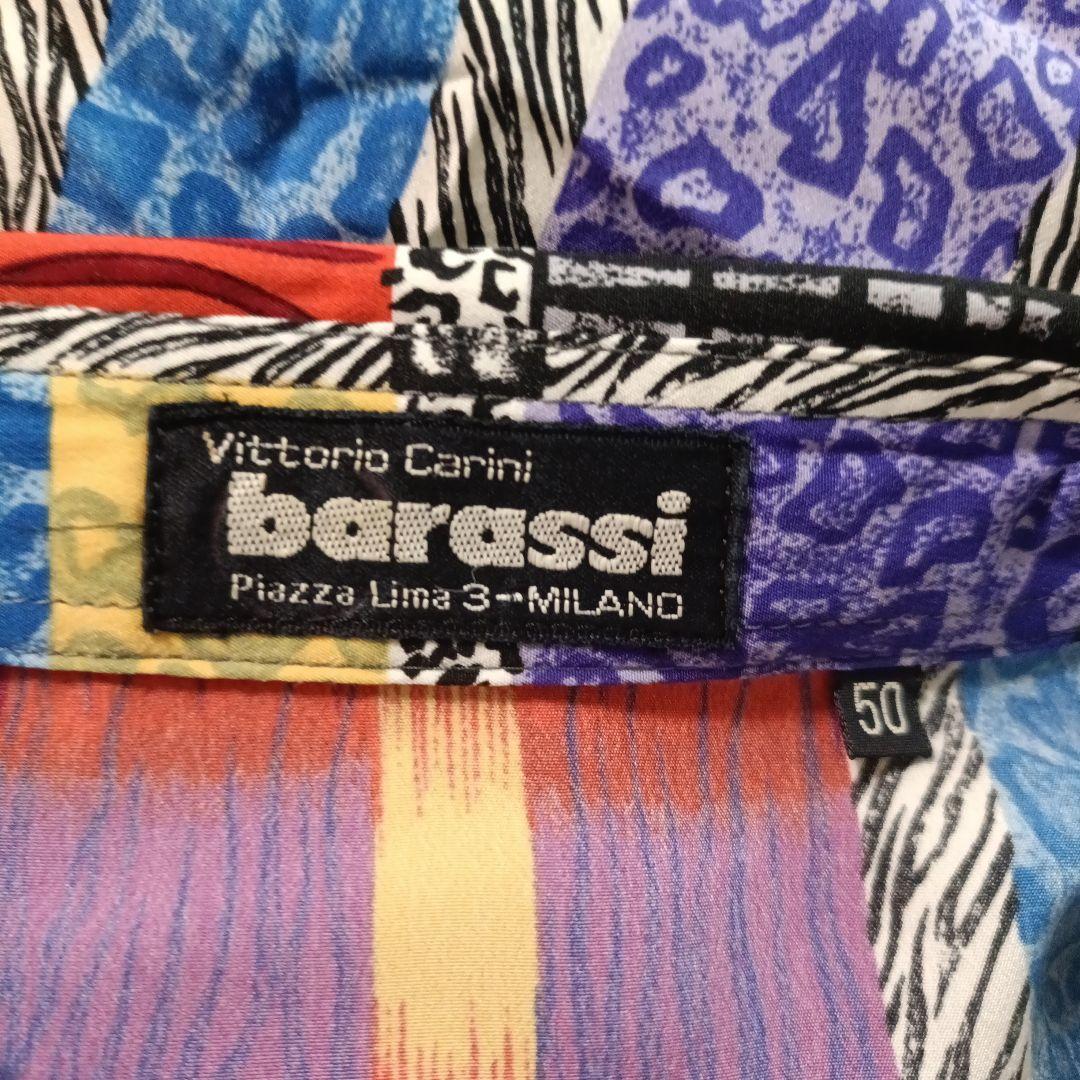 Vittorio Carini
barassi
Piazza Lima 3-MILANO
50